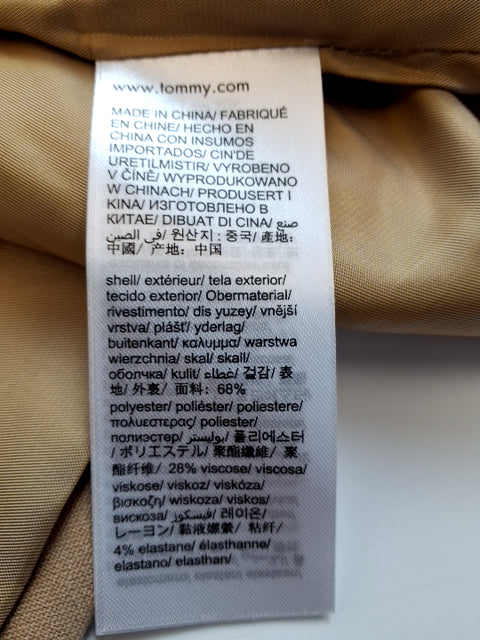 www.tommy.com
MADE IN CHINA/ FABRIQUÉ
EN CHINE/ HECHO EN
CHINA CON INSUMOS
IMPORTADOS/ CIN'DE
URETILMISTIR/ VYROBENO
V ČÍNĚ/ WYPRODUKOWANO
W CHINACH/ PRODUSERT I
KINA/ ИЗГОТОВЛЕНО В
КИТАЕ/ DIBUAT DI CINA/ صنع
في الصين/ 원산지 : 중국/ 產地:
中國/ 产地: 中国
shell/ extérieur/ tela exterior/
tecido exterior/ Obermaterial/
rivestimento/ dis yuzey/ vnější
vrstva/ plášť/ yderlag/
buitenkant/ καλυμμα/ warstwa
wierzchnia/ skal/ skall/
оболчка/ kulit/ غطاء/ 겉감/ 表
地/ 外裏/ 面料: 68%
polyester/ poliéster/ poliestere/
πολυεστερας/ poliester/
полиэстер/ بوليستر/ 폴리에스터
/ ポリエステル/ 聚酯纖維/ 聚
酯纤维/ 28% viscose/ viscosa/
viskose/ viskoz/ viskóza/
βισκοζη/ wiskoza/ viskos/
вискоза/ فيسكوز/ 레이온/
レーヨン/ 黏液嫘縈/ 粘纤/
4% elastane/ élasthanne/
elastano/ elasthan/